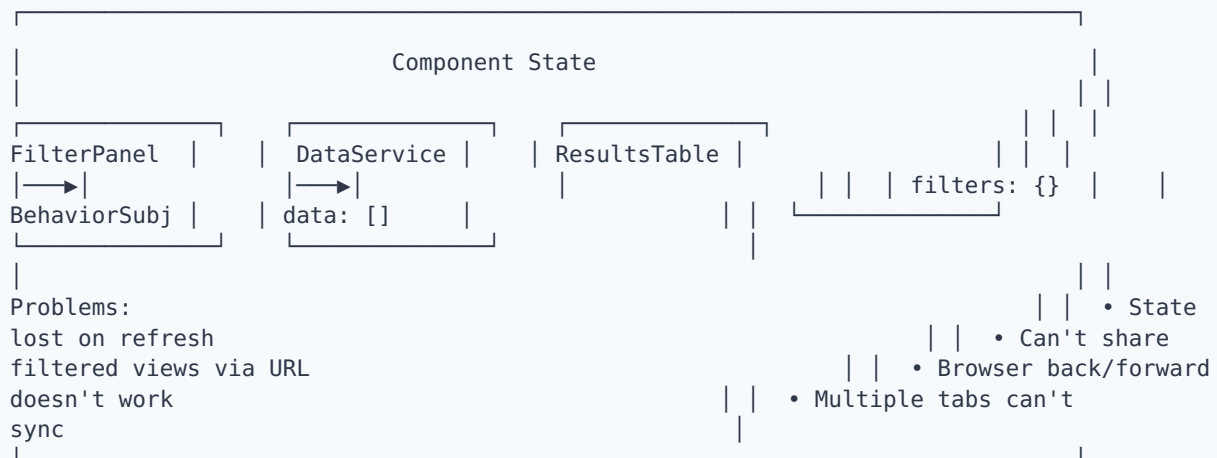 ┌──────────────────────────────────────────────────────────────────────────────┐
│                           Component State                                    │
│                                                                             │ │
┌───────────────┐    ┌───────────────┐    ┌───────────────┐                  │ │  │
FilterPanel  │    │  DataService │    │ ResultsTable │                  │ │  │
│───▶│              │───▶│              │                  │ │  │ filters: {}  │    │
BehaviorSubj │    │ data: []     │                  │ │  └───────────────┘
└───────────────┘    └───────────────┘                  │
│                                                                             │ │
Problems:                                                                  │ │  • State
lost on refresh                                                    │ │  • Can't share
filtered views via URL                                       │ │  • Browser back/forward
doesn't work                                        │ │  • Multiple tabs can't
sync                                                 │